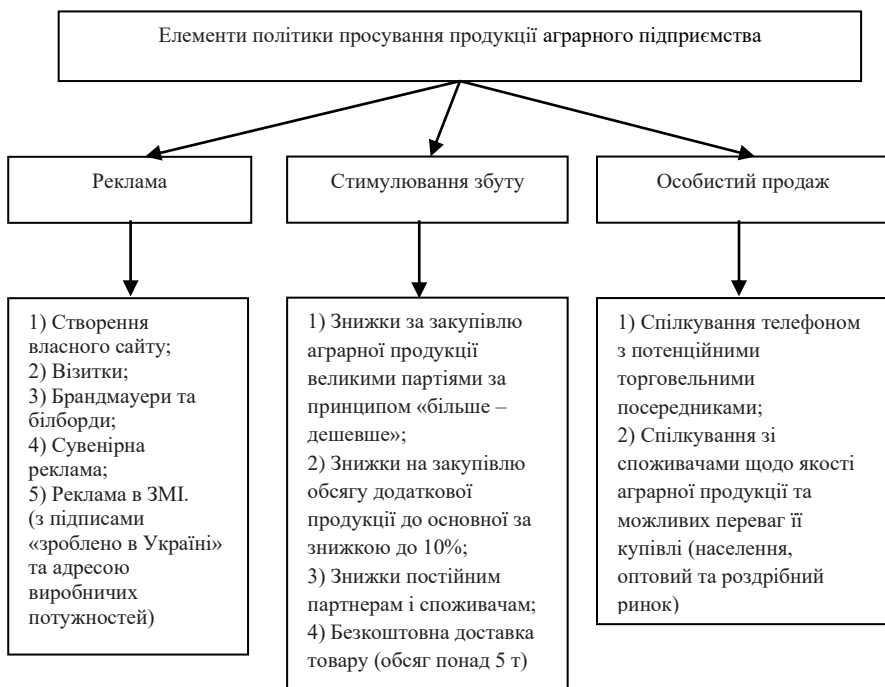 Елементи політики просування продукції аграрного підприємства
Реклама
Стимулювання збуту
Особистий продаж
1) Створення
власного сайту;
2) Візитки;
3) Брандмауери та
білборди;
4) Сувенірна
реклама;
5) Реклама в ЗМІ.
(з підписами
«зроблено в Україні»
та адресою
виробничих
потужностей)
1) Знижки за закупівлю
аграрної продукції
великими партіями за
принципом «більше –
дешевше»;
2) Знижки на закупівлю
обсягу додаткової
продукції до основної за
знижкою до 10%;
3) Знижки постійним
партнерам і споживачам;
4) Безкоштовна доставка
товару (обсяг понад 5 т)
1) Спілкування телефоном
з потенційними
торговельними
посередниками;
2) Спілкування зі
споживачами щодо якості
аграрної продукції та
можливих переваг її
купівлі (населення,
оптовий та роздрібний
ринок)